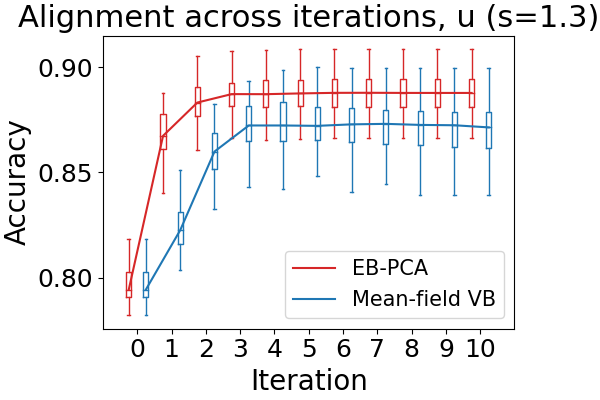 Alignment across iterations, u (s=1.3)
0.90
0.85
0.80
Accuracy
EB-PCA
Mean-field VB
0 1 2 3 4 5 6 7 8 9 10
Iteration